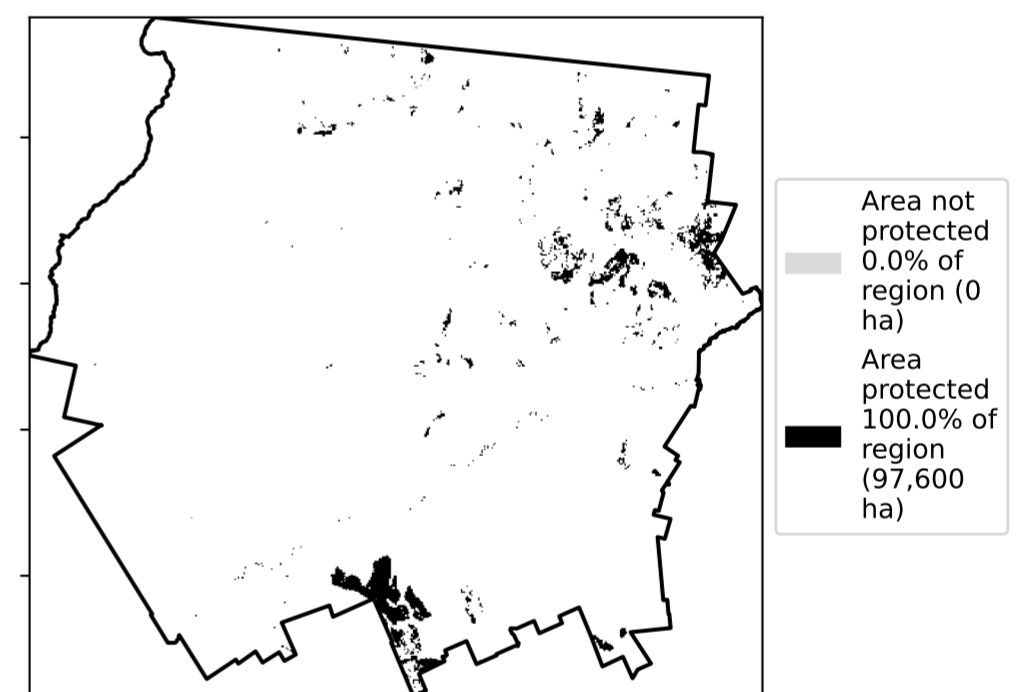 Area not
protected
0.0% of
region (0
ha)
Area
protected
100.0% of
region
(97,600
ha)